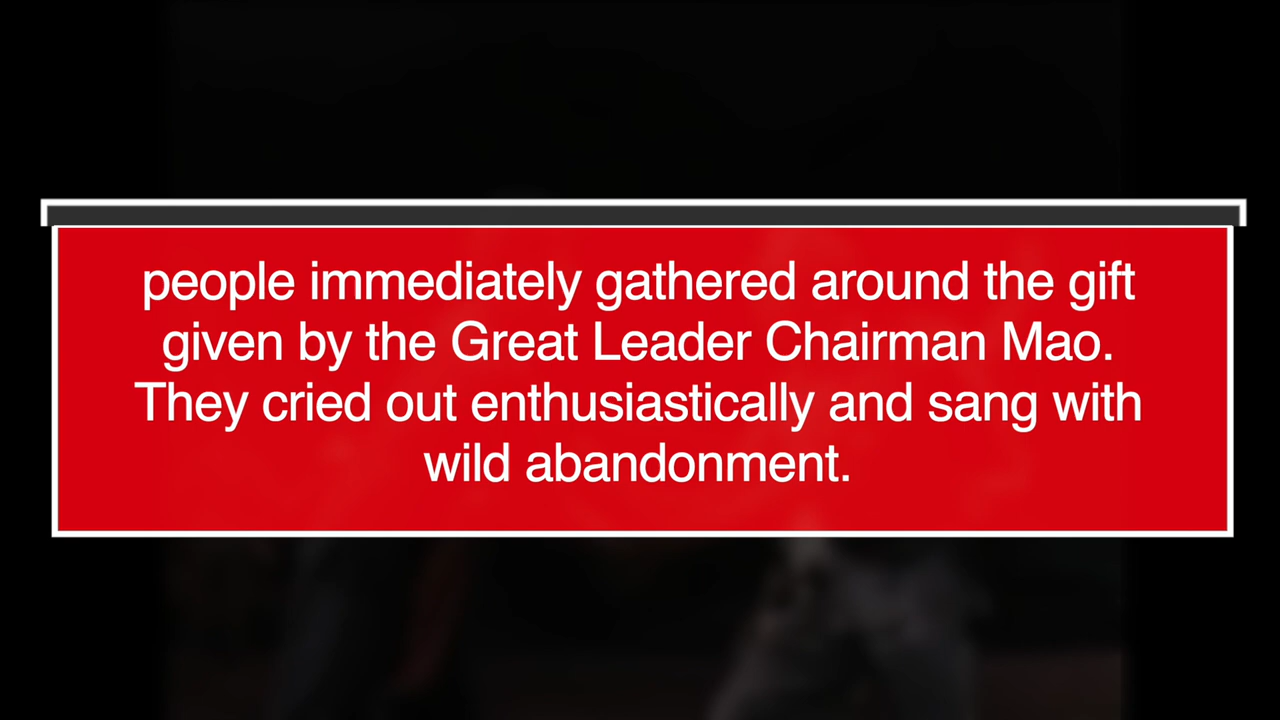 people immediately gathered around the gift
given by the Great Leader Chairman Mao.
They cried out enthusiastically and sang with
wild abandonment.